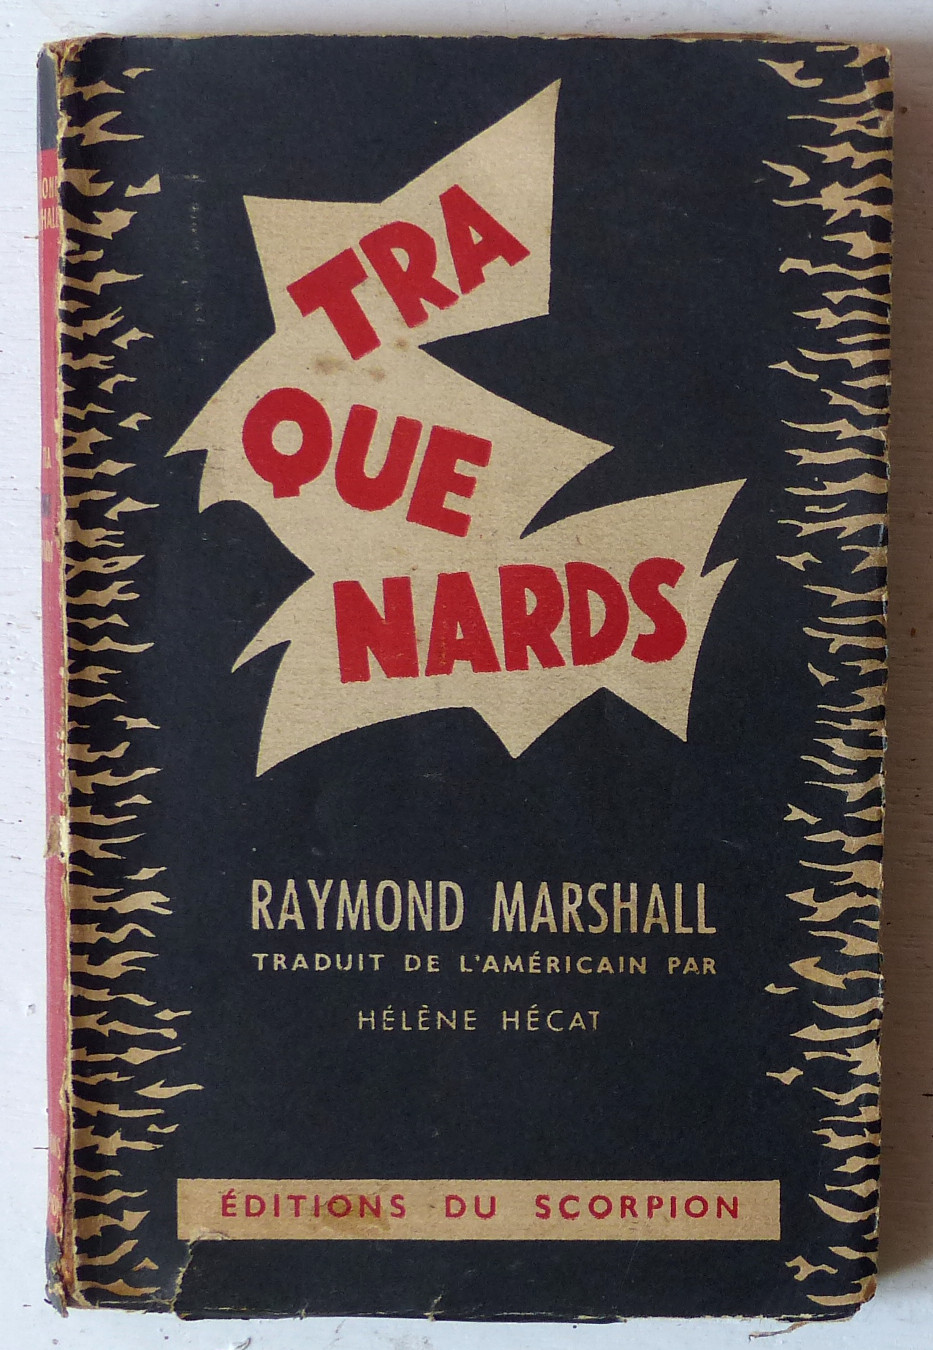 TRA
QUE
NARDS
RAYMOND MARSHALL
TRADUIT DE L'AMÉRICAIN PAR
HÉLÈNE HÉCAT
ÉDITIONS DU SCORPION